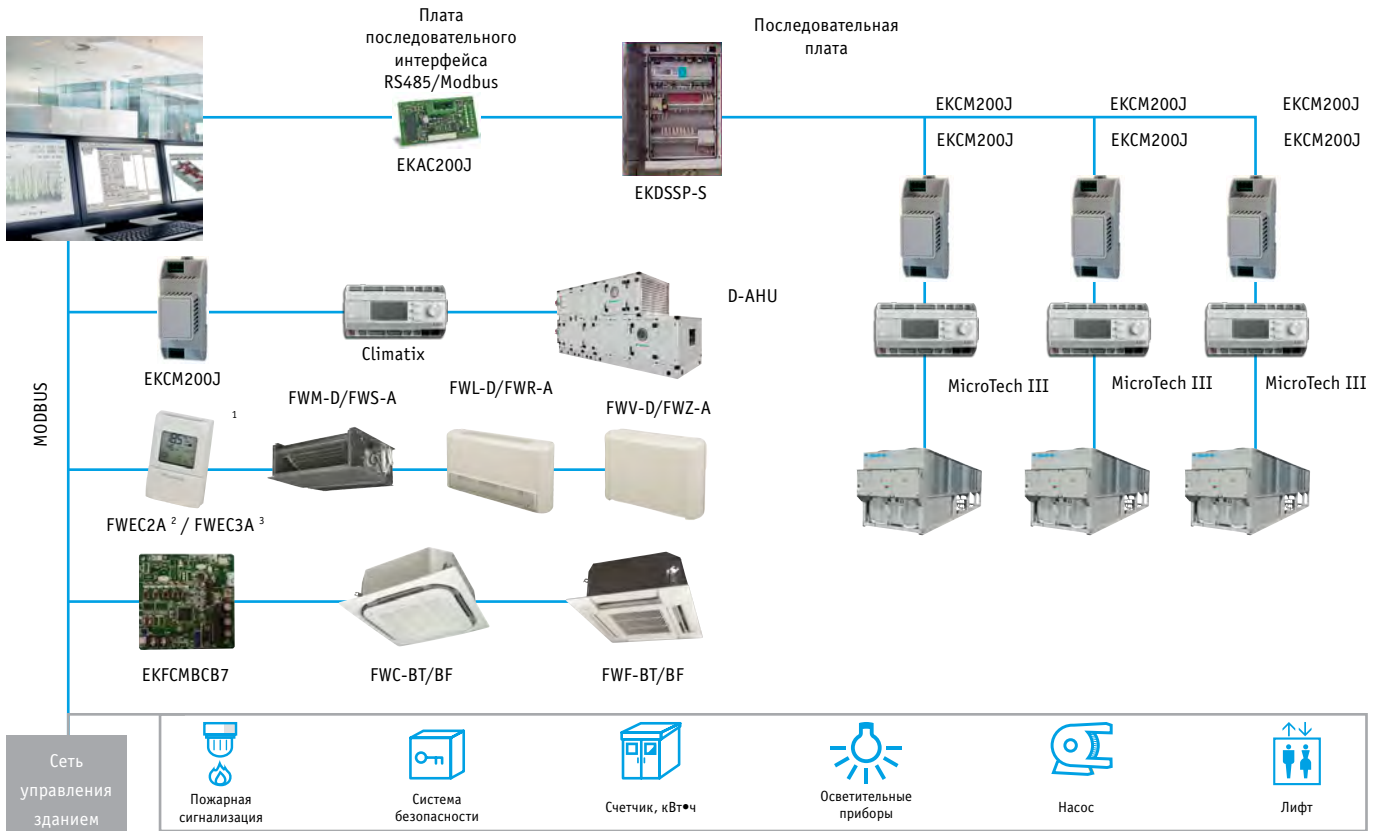 Плата
последовательного
интерфейса
RS485/Modbus
EKAC200J
EKDSSP-S
Последовательная
плата
EKCM200J EKCM200J EKCM200J
EKCM200J EKCM200J EKCM200J
MicroTech III MicroTech III MicroTech III
MODBUS
EKCM200J
Climatix
D-AHU
1
FWEC2A ² / FWEC3A ³
FWM-D/FWS-A
FWL-D/FWR-A
FWV-D/FWZ-A
EKFCMBCB7
FWC-BT/BF
FWF-BT/BF
Сеть
управления
зданием
Пожарная
сигнализация
Система
безопасности
Счетчик, кВт•ч
Осветительные
приборы
Насос
Лифт